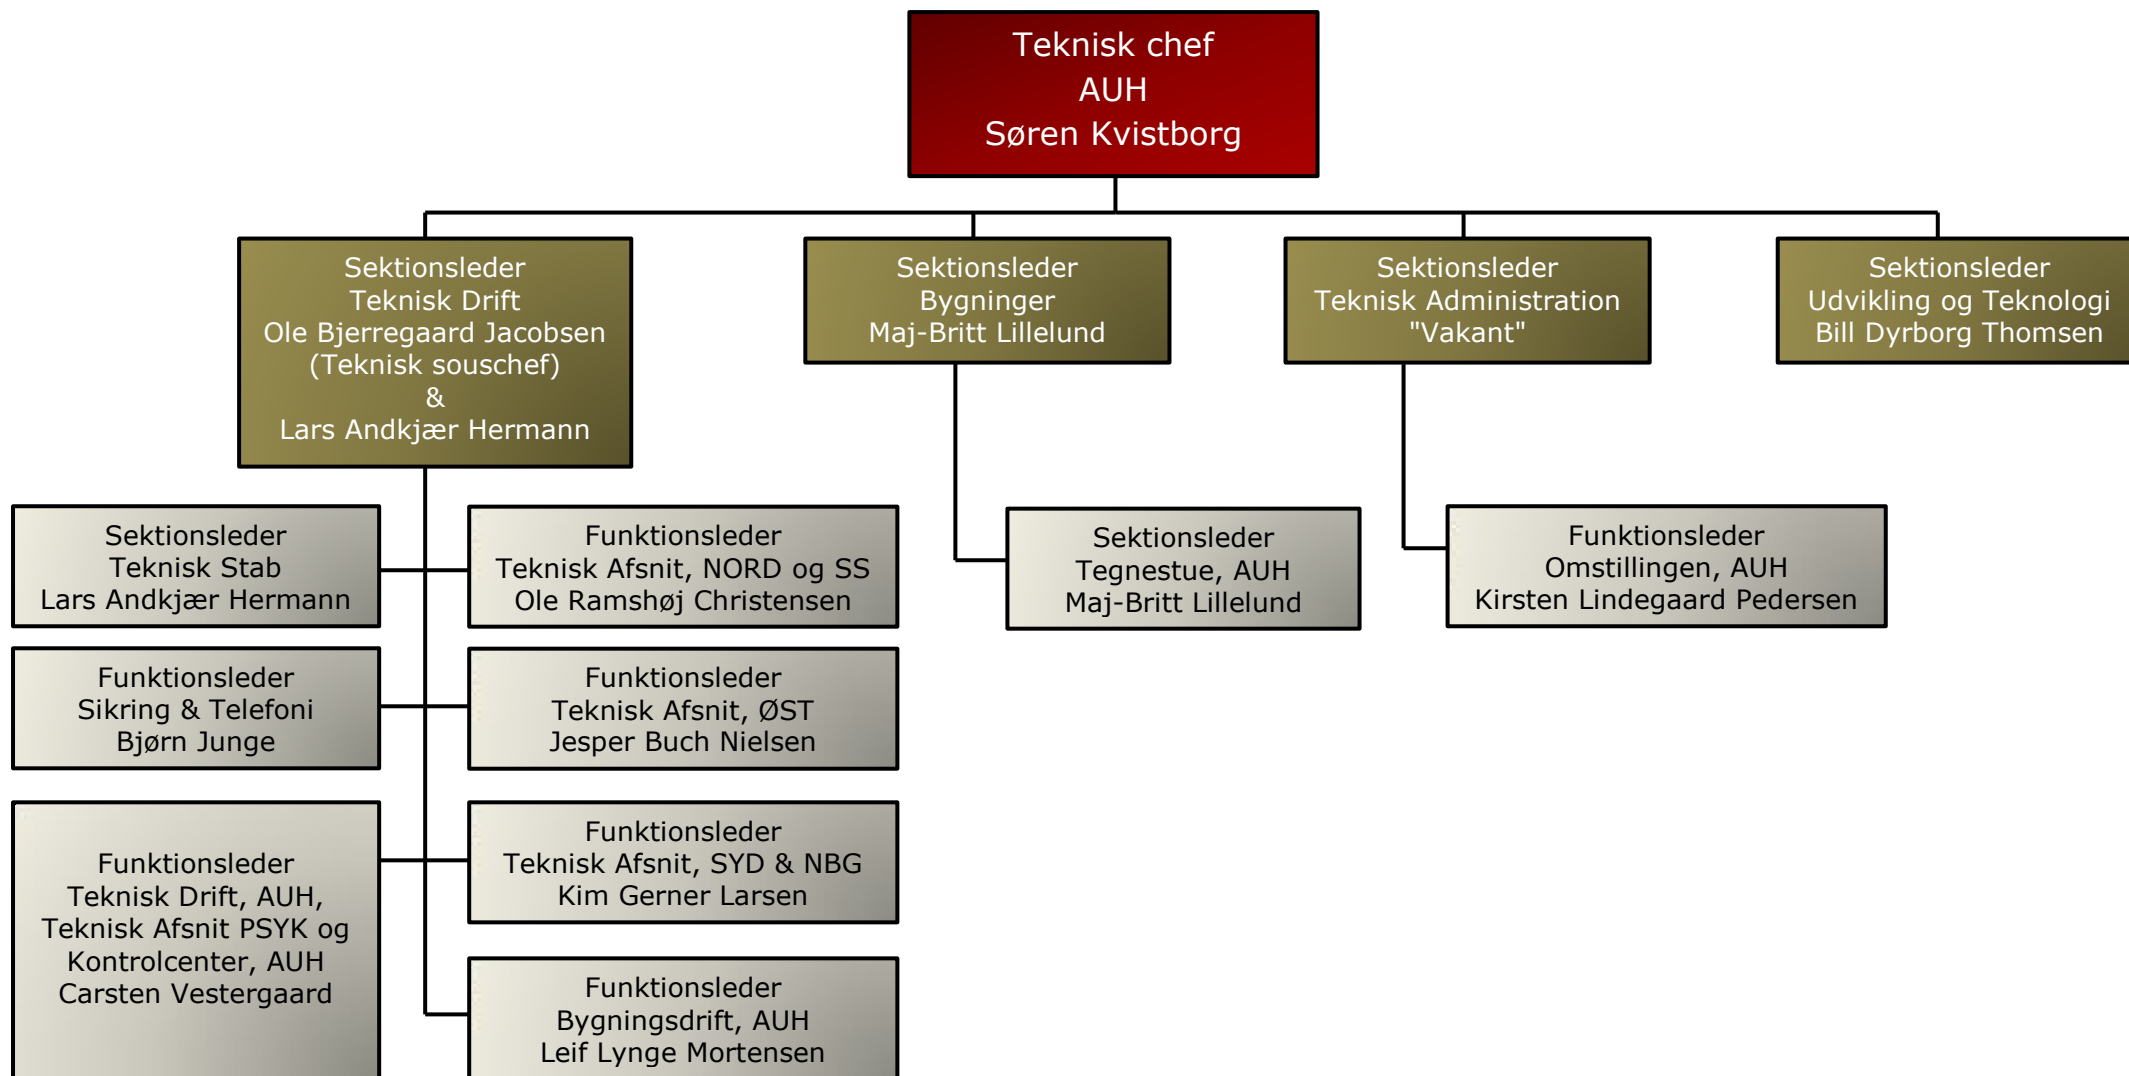 Teknisk chef
AUH
Søren Kvistborg
Sektionsleder
Teknisk Drift
Ole Bjerregaard Jacobsen
(Teknisk souschef)
&
Lars Andkjær Hermann
Sektionsleder
Bygninger
Maj-Britt Lillelund
Sektionsleder
Teknisk Administration
"Vakant"
Sektionsleder
Udvikling og Teknologi
Bill Dyrborg Thomsen
Sektionsleder
Teknisk Stab
Lars Andkjær Hermann
Funktionsleder
Teknisk Afsnit, NORD og SS
Ole Ramshøj Christensen
Sektionsleder
Tegnestue, AUH
Maj-Britt Lillelund
Funktionsleder
Omstillingen, AUH
Kirsten Lindegaard Pedersen
Funktionsleder
Sikring & Telefoni
Bjørn Junge
Funktionsleder
Teknisk Afsnit, ØST
Jesper Buch Nielsen
Funktionsleder
Teknisk Drift, AUH,
Teknisk Afsnit PSYK og
Kontrolcenter, AUH
Carsten Vestergaard
Funktionsleder
Teknisk Afsnit, SYD & NBG
Kim Gerner Larsen
Funktionsleder
Bygningsdrift, AUH
Leif Lynge Mortensen